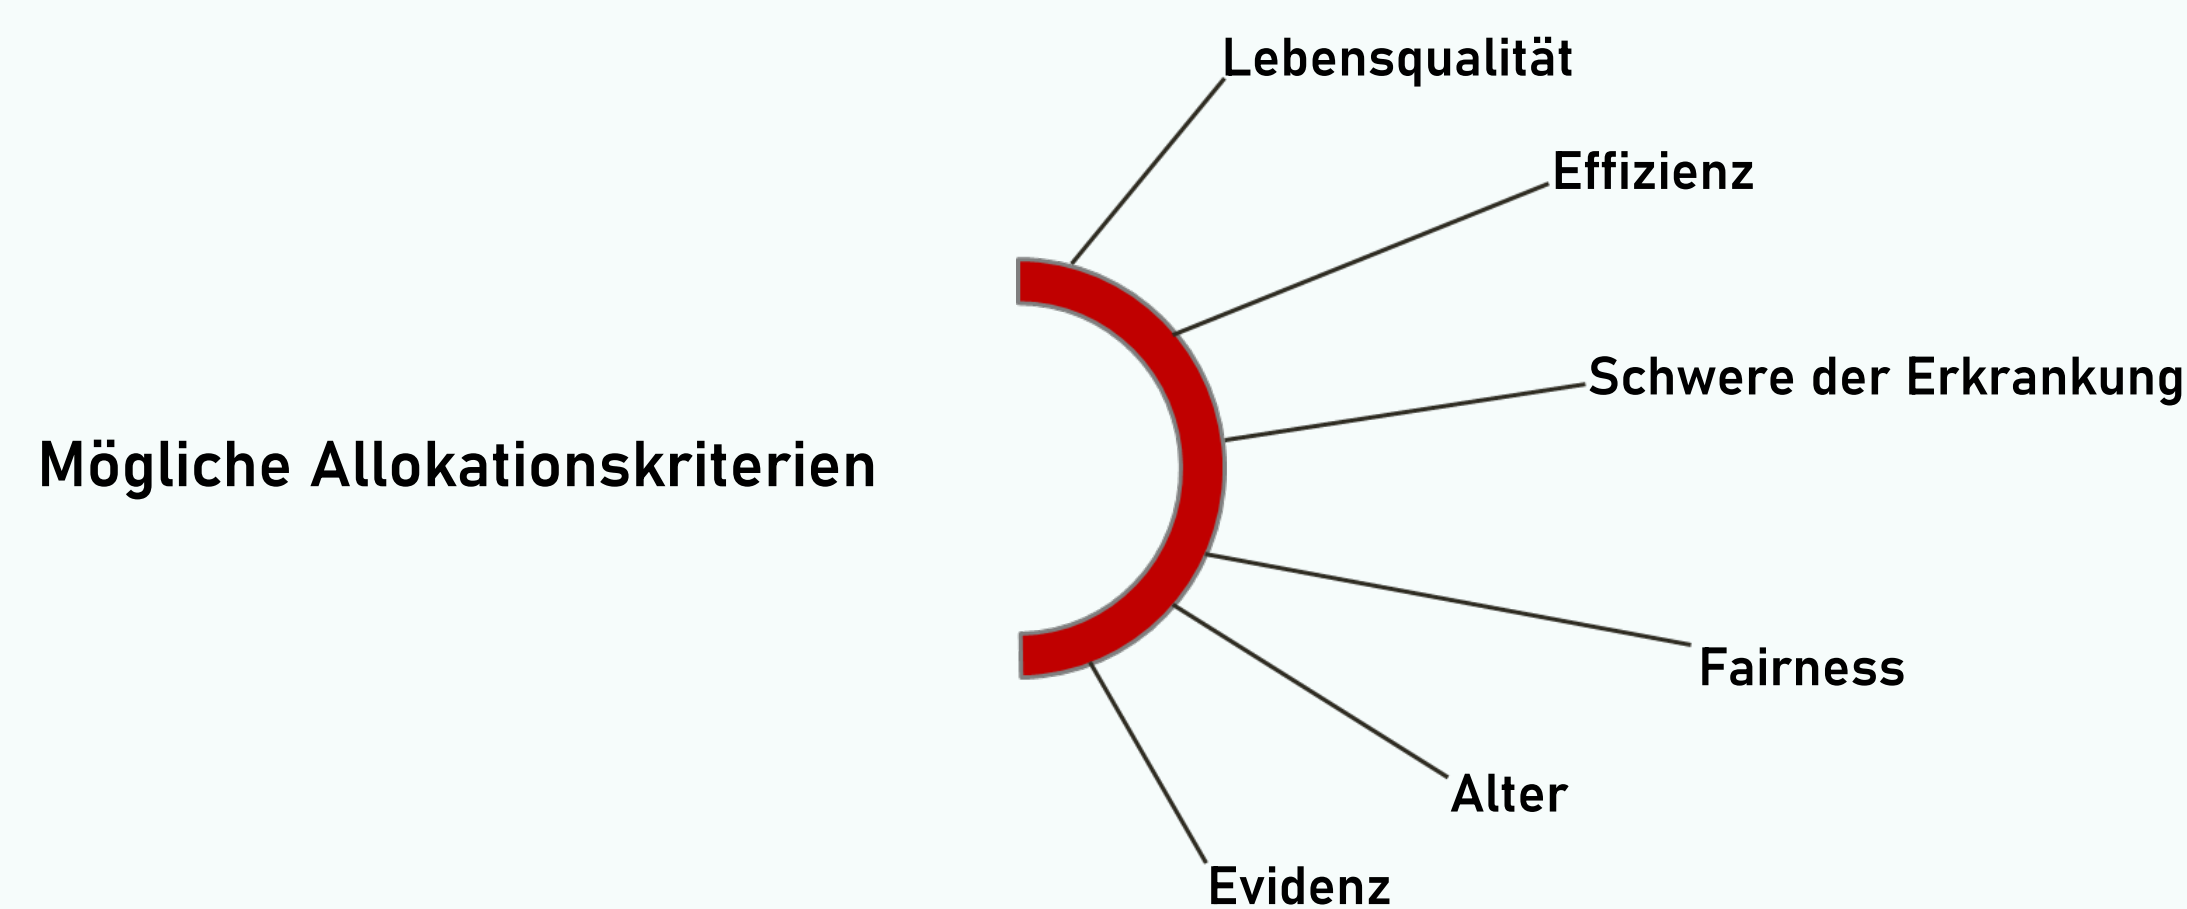 Mögliche Allokationskriterien
Lebensqualität
Effizienz
Schwere der Erkrankung
Fairness
Alter
Evidenz